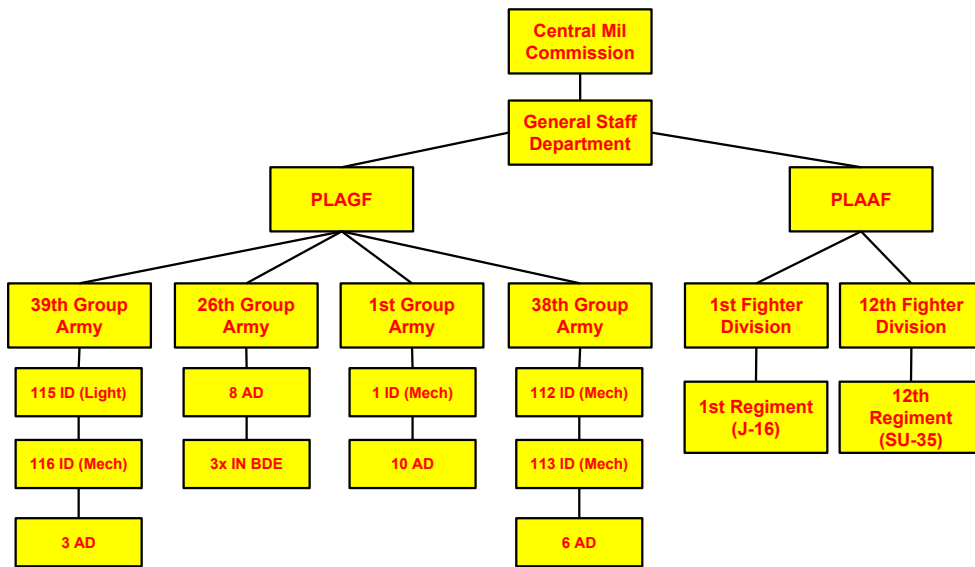 Central Mil
Commission
General Staff
Department
PLAGF
PLAAF
39th Group
Army
26th Group
Army
1st Group
Army
38th Group
Army
1st Fighter
Division
12th Fighter
Division
115 ID (Light)
8 AD
1 ID (Mech)
112 ID (Mech)
1st Regiment
(J-16)
12th
Regiment
(SU-35)
116 ID (Mech)
3x IN BDE
10 AD
113 ID (Mech)
3 AD
6 AD